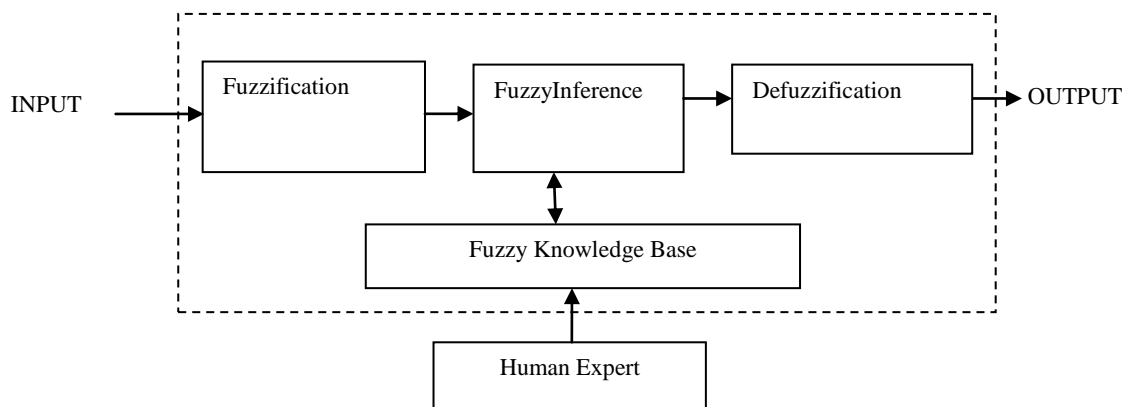 Fuzzification
FuzzyInference
Defuzzification
INPUT
OUTPUT
Fuzzy Knowledge Base
Human Expert